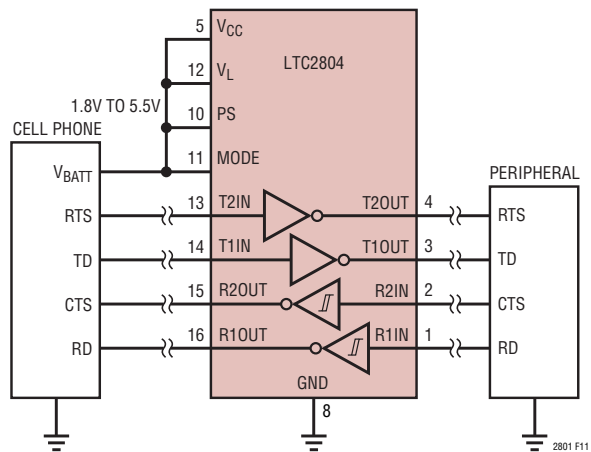 5 VCC
LTC2804
12 VL
1.8V TO 5.5V
10 PS
CELL PHONE
11 MODE
VBATT
PERIPHERAL
RTS 13 T2IN T2OUT 4 RTS
TD 14 T1IN T1OUT 3 TD
CTS 15 R2OUT R2IN 2 CTS
RD 16 R1OUT R1IN 1 RD
GND
8
2801 F11